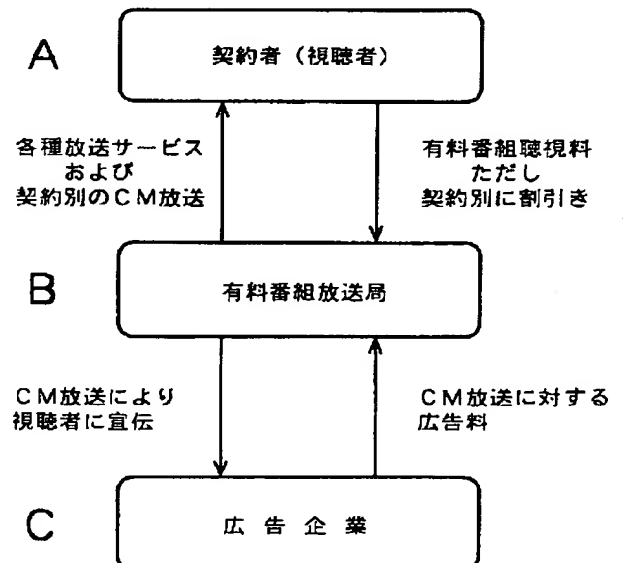 A
契約者（視聴者）
各種放送サービス
および
契約別のCM放送
有料番組聴視料
ただし
契約別に割引き
B
有料番組放送局
CM放送により
視聴者に宣伝
CM放送に対する
広告料
C
広告企業